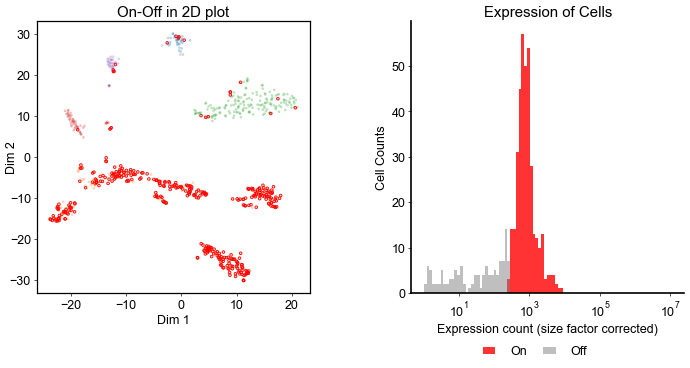 On-Off in 2D plot
Expression of Cells
30
20
10
0
−10
−20
−30
Dim 2
−20 −10 0 10 20
Dim 1
50
40
30
20
10
0
Cell Counts
10^1 10^3 10^5 10^7
Expression count (size factor corrected)
On Off